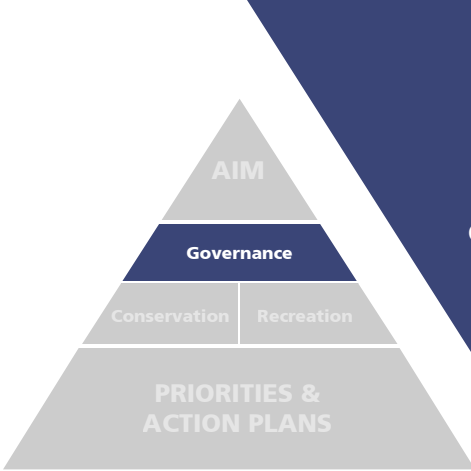 AIM
Governance
Conservation Recreation
PRIORITIES &
ACTION PLANS